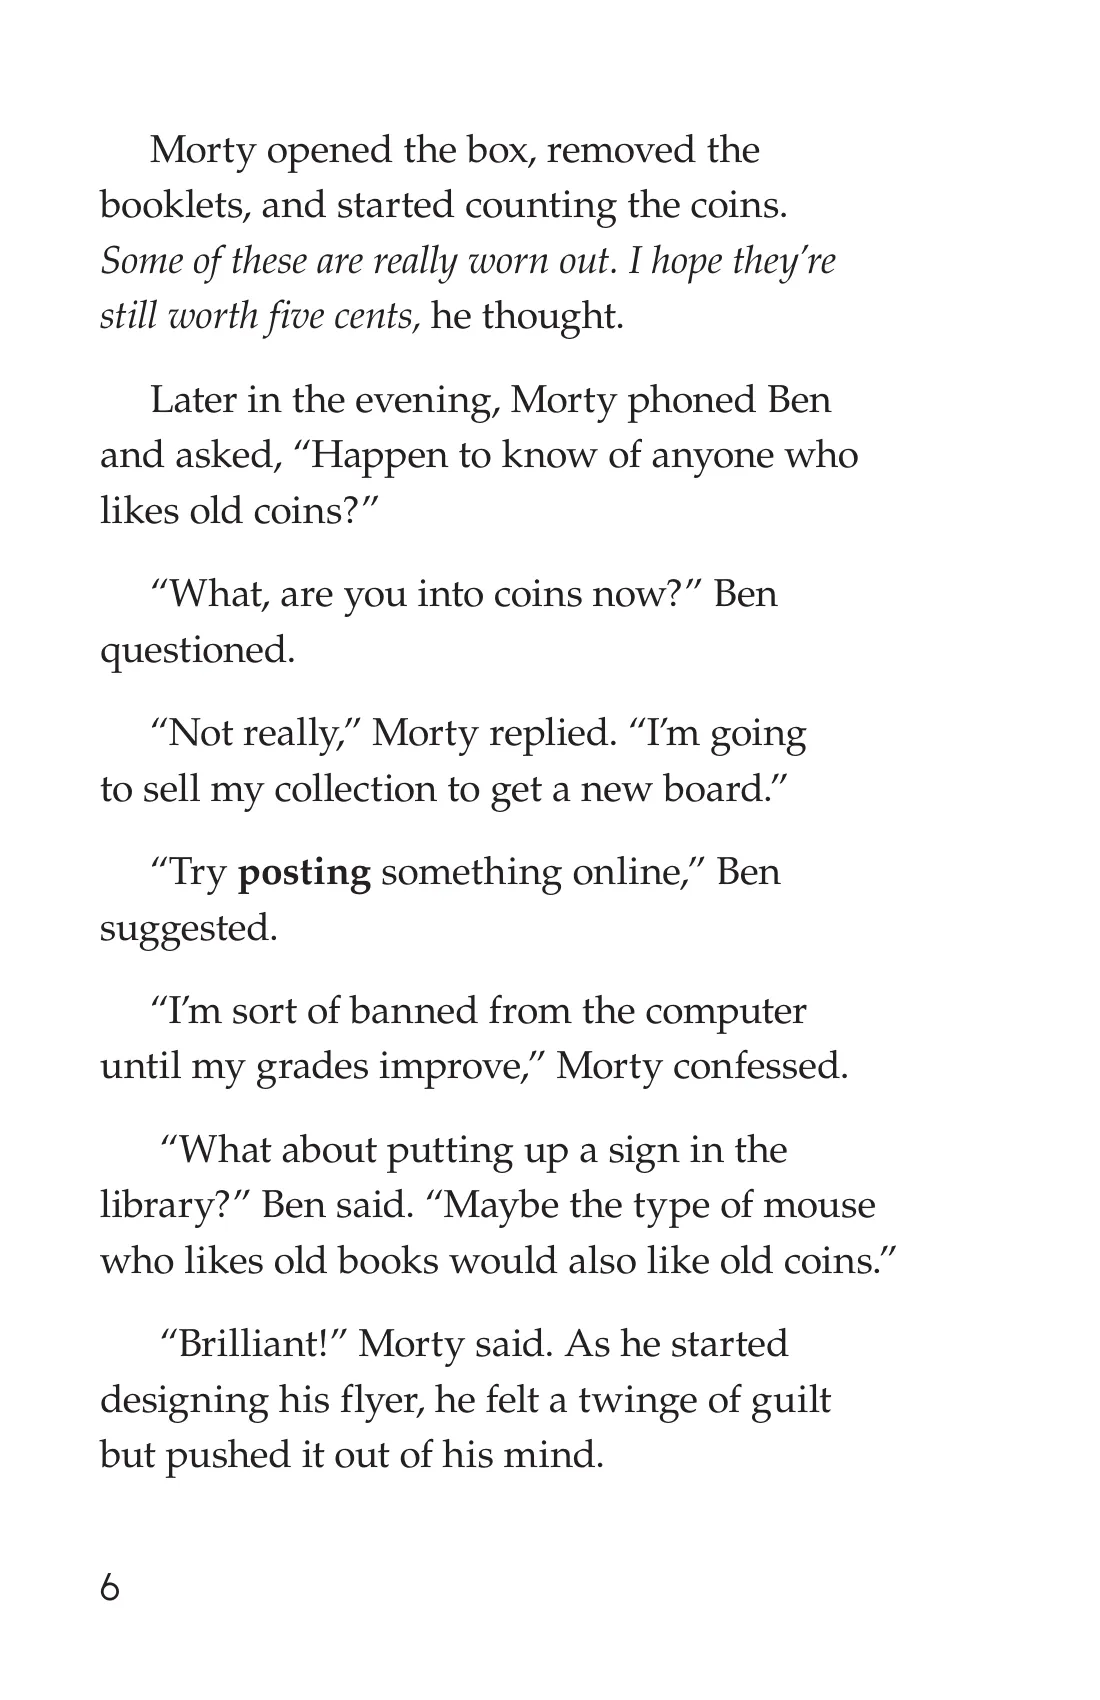 Morty opened the box, removed the
booklets, and started counting the coins.
Some of these are really worn out. I hope they’re
still worth five cents, he thought.
Later in the evening, Morty phoned Ben
and asked, “Happen to know of anyone who
likes old coins?”
“What, are you into coins now?” Ben
questioned.
“Not really,” Morty replied. “I’m going
to sell my collection to get a new board.”
“Try posting something online,” Ben
suggested.
“I’m sort of banned from the computer
until my grades improve,” Morty confessed.
“What about putting up a sign in the
library?” Ben said. “Maybe the type of mouse
who likes old books would also like old coins.”
“Brilliant!” Morty said. As he started
designing his flyer, he felt a twinge of guilt
but pushed it out of his mind.
6